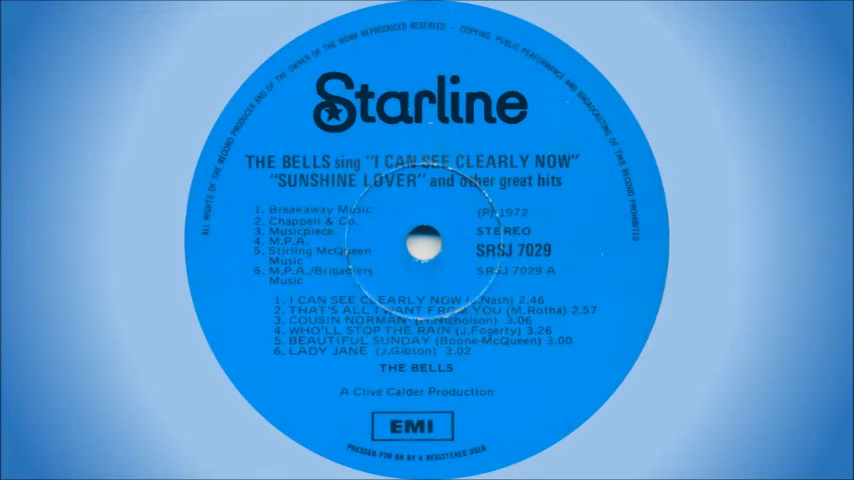 ALL RIGHTS OF THE RECORD PRODUCER AND OF THE OWNER OF THE WORK REPRODUCED RESERVED · COPYING, PUBLIC PERFORMANCE AND BROADCASTING OF THIS RECORD PROHIBITED
Starline
THE BELLS sing "I CAN SEE CLEARLY NOW"
"SUNSHINE LOVER" and other great hits
1. Breakaway Music
2. Chappell & Co.
3. Musicpiece
4. M.P.A.
5. Stirling McQueen
Music
6. M.P.A./Brigadiers
Music
(P) 1972
STEREO
SRSJ 7029
SRSJ 7029 A
1. I CAN SEE CLEARLY NOW (J.Nash) 2.46
2. THAT'S ALL I WANT FROM YOU (M.Rotha) 2.57
3. COUSIN NORMAN (H.Nicholson) 3.06
4. WHO'LL STOP THE RAIN (J.Fogerty) 3.26
5. BEAUTIFUL SUNDAY (Boone-McQueen) 3.00
6. LADY JANE (J.Gibson) 3.02
THE BELLS
A Clive Calder Production
EMI
PRESSED FOR OR BY A REGISTERED USER